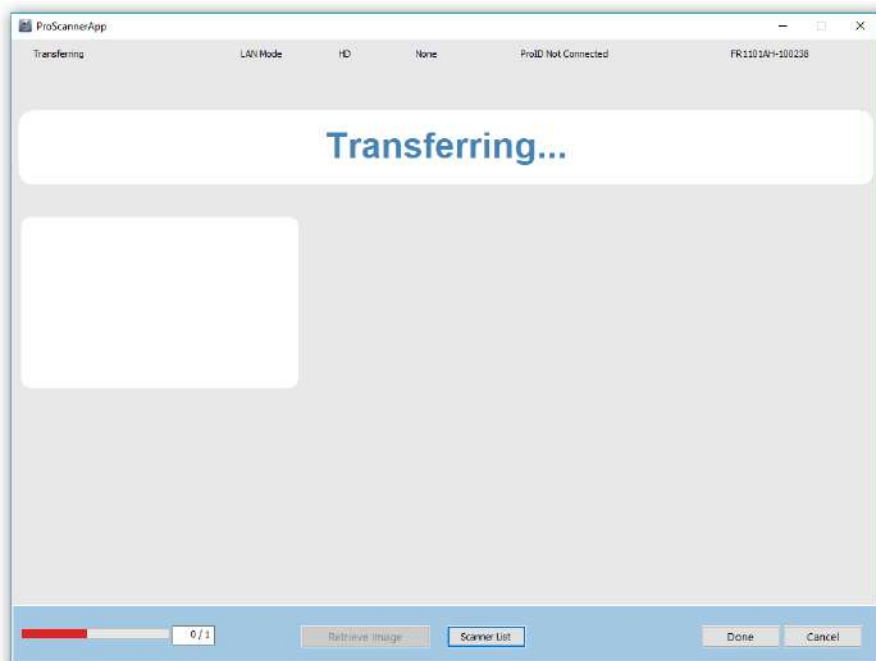 ProScannerApp
Transferring LAN Mode HD None ProID Not Connected FR1101AH-100238
Transferring...
0 / 1 Retrieve Image Scanner List Done Cancel